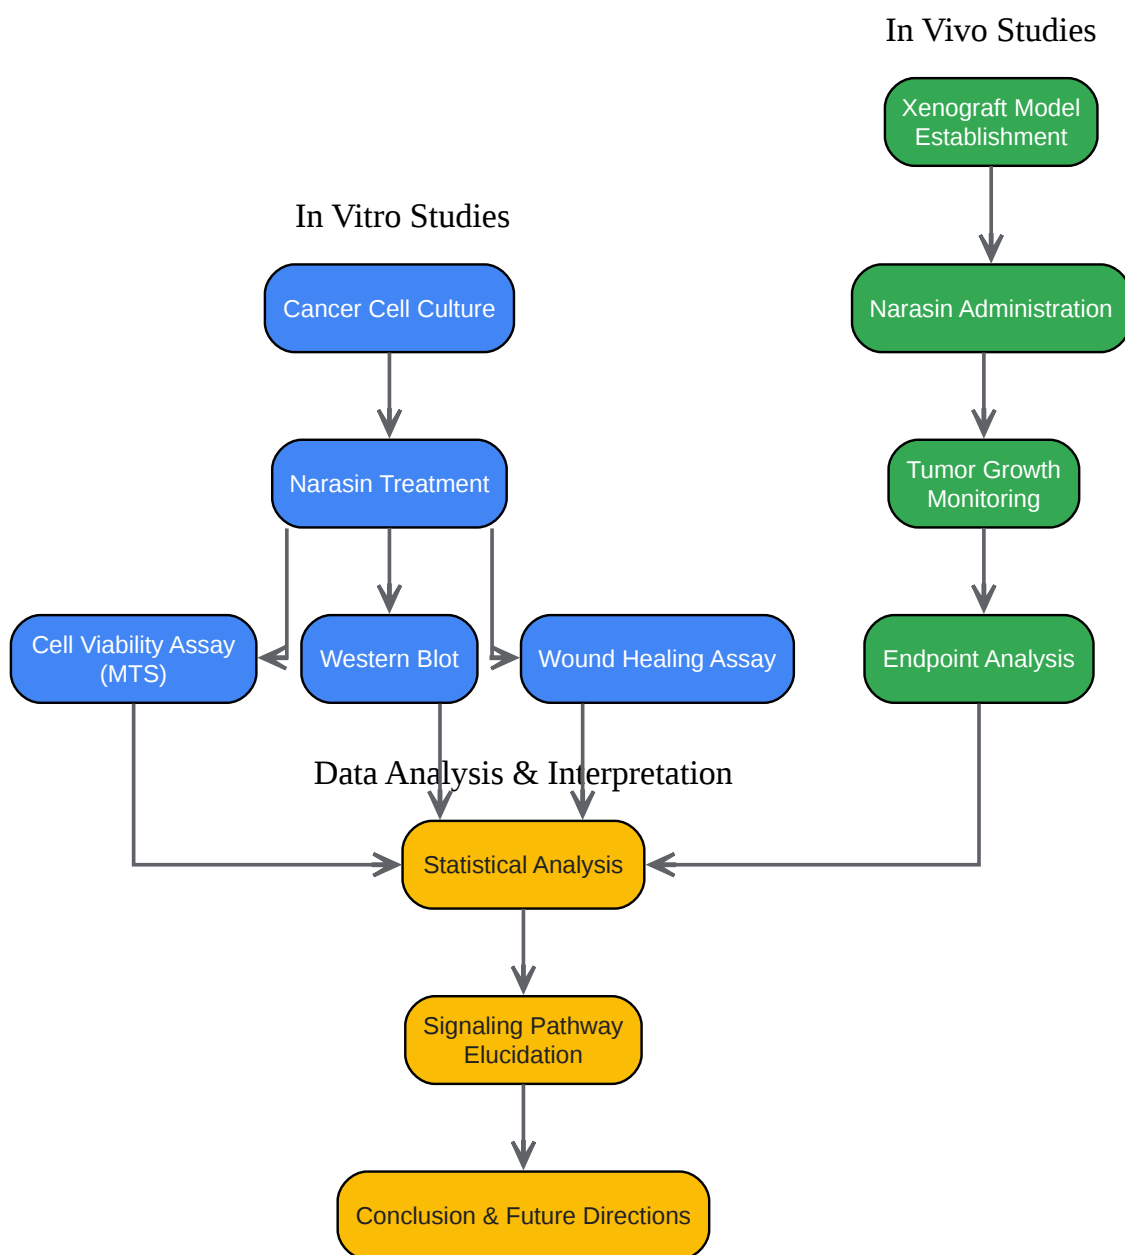 In Vivo Studies
Xenograft Model
Establishment
In Vitro Studies
Cancer Cell Culture
Narasin Administration
Narasin Treatment
Tumor Growth
Monitoring
Cell Viability Assay
(MTS)
Western Blot
Wound Healing Assay
Endpoint Analysis
Data Analysis & Interpretation
Statistical Analysis
Signaling Pathway
Elucidation
Conclusion & Future Directions